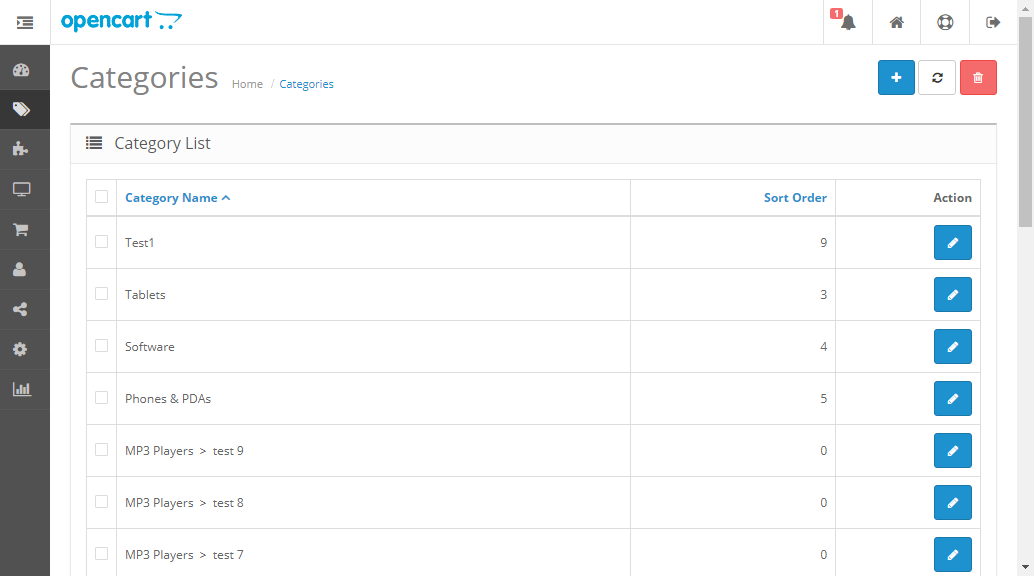 opencart
1
Categories Home / Categories
Category List
Category Name Sort Order Action
Test1 9
Tablets 3
Software 4
Phones & PDAs 5
MP3 Players > test 9 0
MP3 Players > test 8 0
MP3 Players > test 7 0